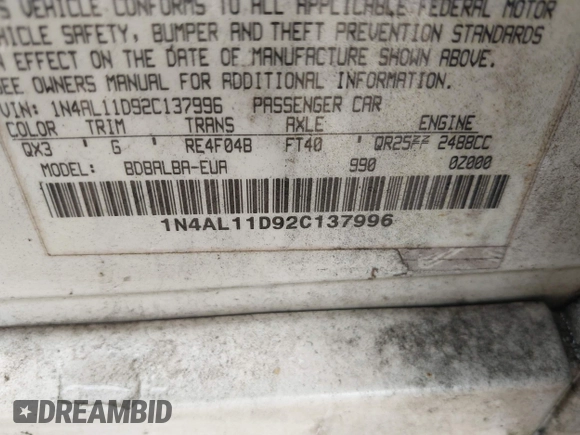 S VEHICLE CONFORMS TO ALL APPLICABLE FEDERAL MOTOR
VEHICLE SAFETY, BUMPER AND THEFT PREVENTION STANDARDS
IN EFFECT ON THE DATE OF MANUFACTURE SHOWN ABOVE.
SEE OWNERS MANUAL FOR ADDITIONAL INFORMATION.
VIN: 1N4AL11D92C137996 PASSENGER CAR
COLOR TRIM TRANS AXLE ENGINE
QX3 G RE4F04B FT40 QR25 2488CC
MODEL: BDBALBA-EUA 990 0Z000
1N4AL11D92C137996
DREAMBID